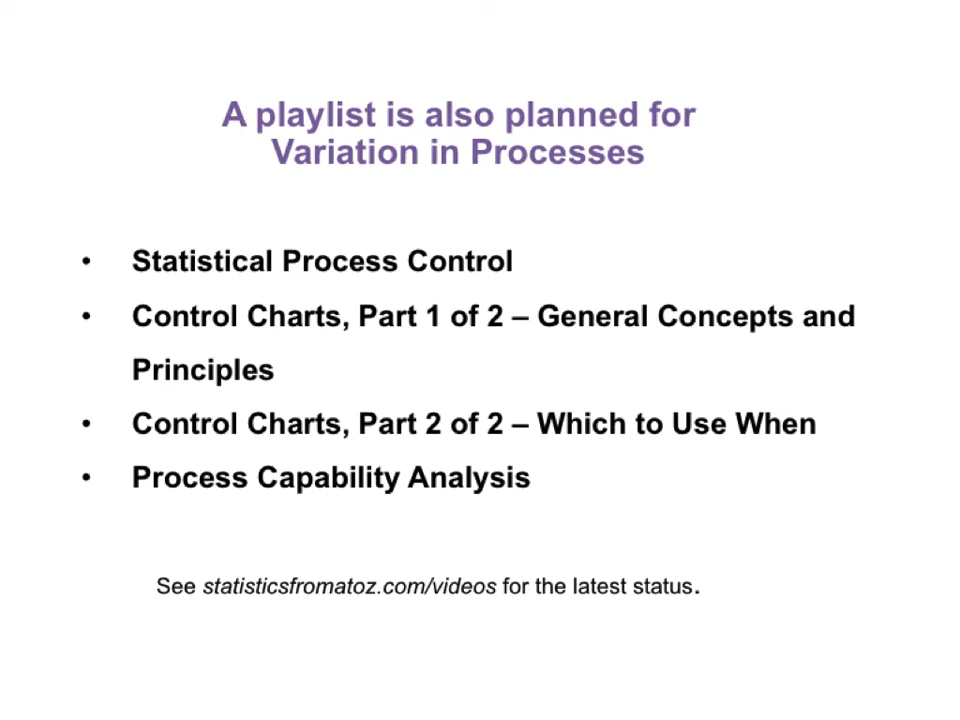 A playlist is also planned for
Variation in Processes
• Statistical Process Control
• Control Charts, Part 1 of 2 – General Concepts and
Principles
• Control Charts, Part 2 of 2 – Which to Use When
• Process Capability Analysis
See statisticsfromatoz.com/videos for the latest status.